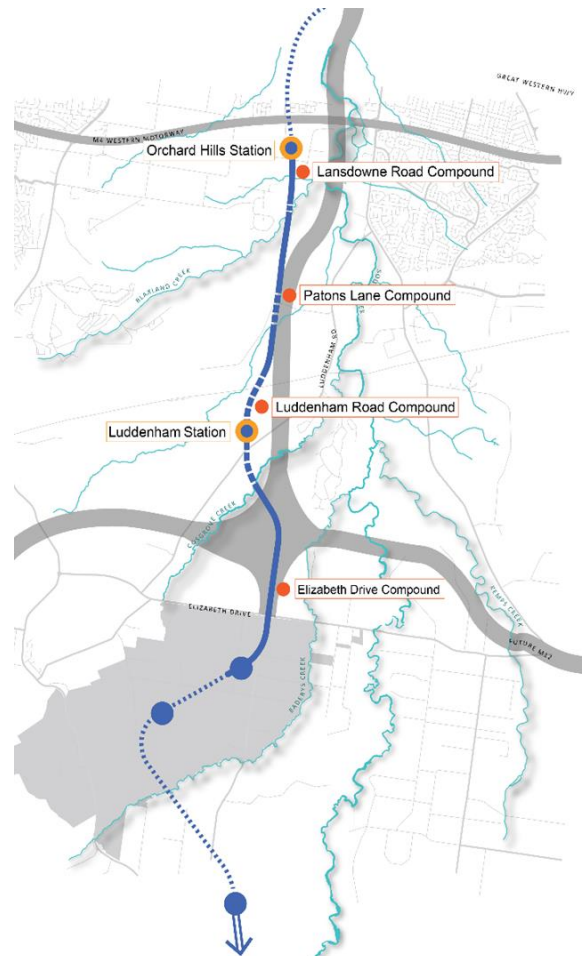 GREAT WESTERN HWY
M4 WESTERN MOTORWAY
Orchard Hills Station
Lansdowne Road Compound
BLAXLAND CREEK
Patons Lane Compound
LUDDENHAM RD
Luddenham Road Compound
Luddenham Station
COSGROVE CREEK
Elizabeth Drive Compound
KEMPS CREEK
ELIZABETH DRIVE
FUTURE M12
BADGERYS CREEK